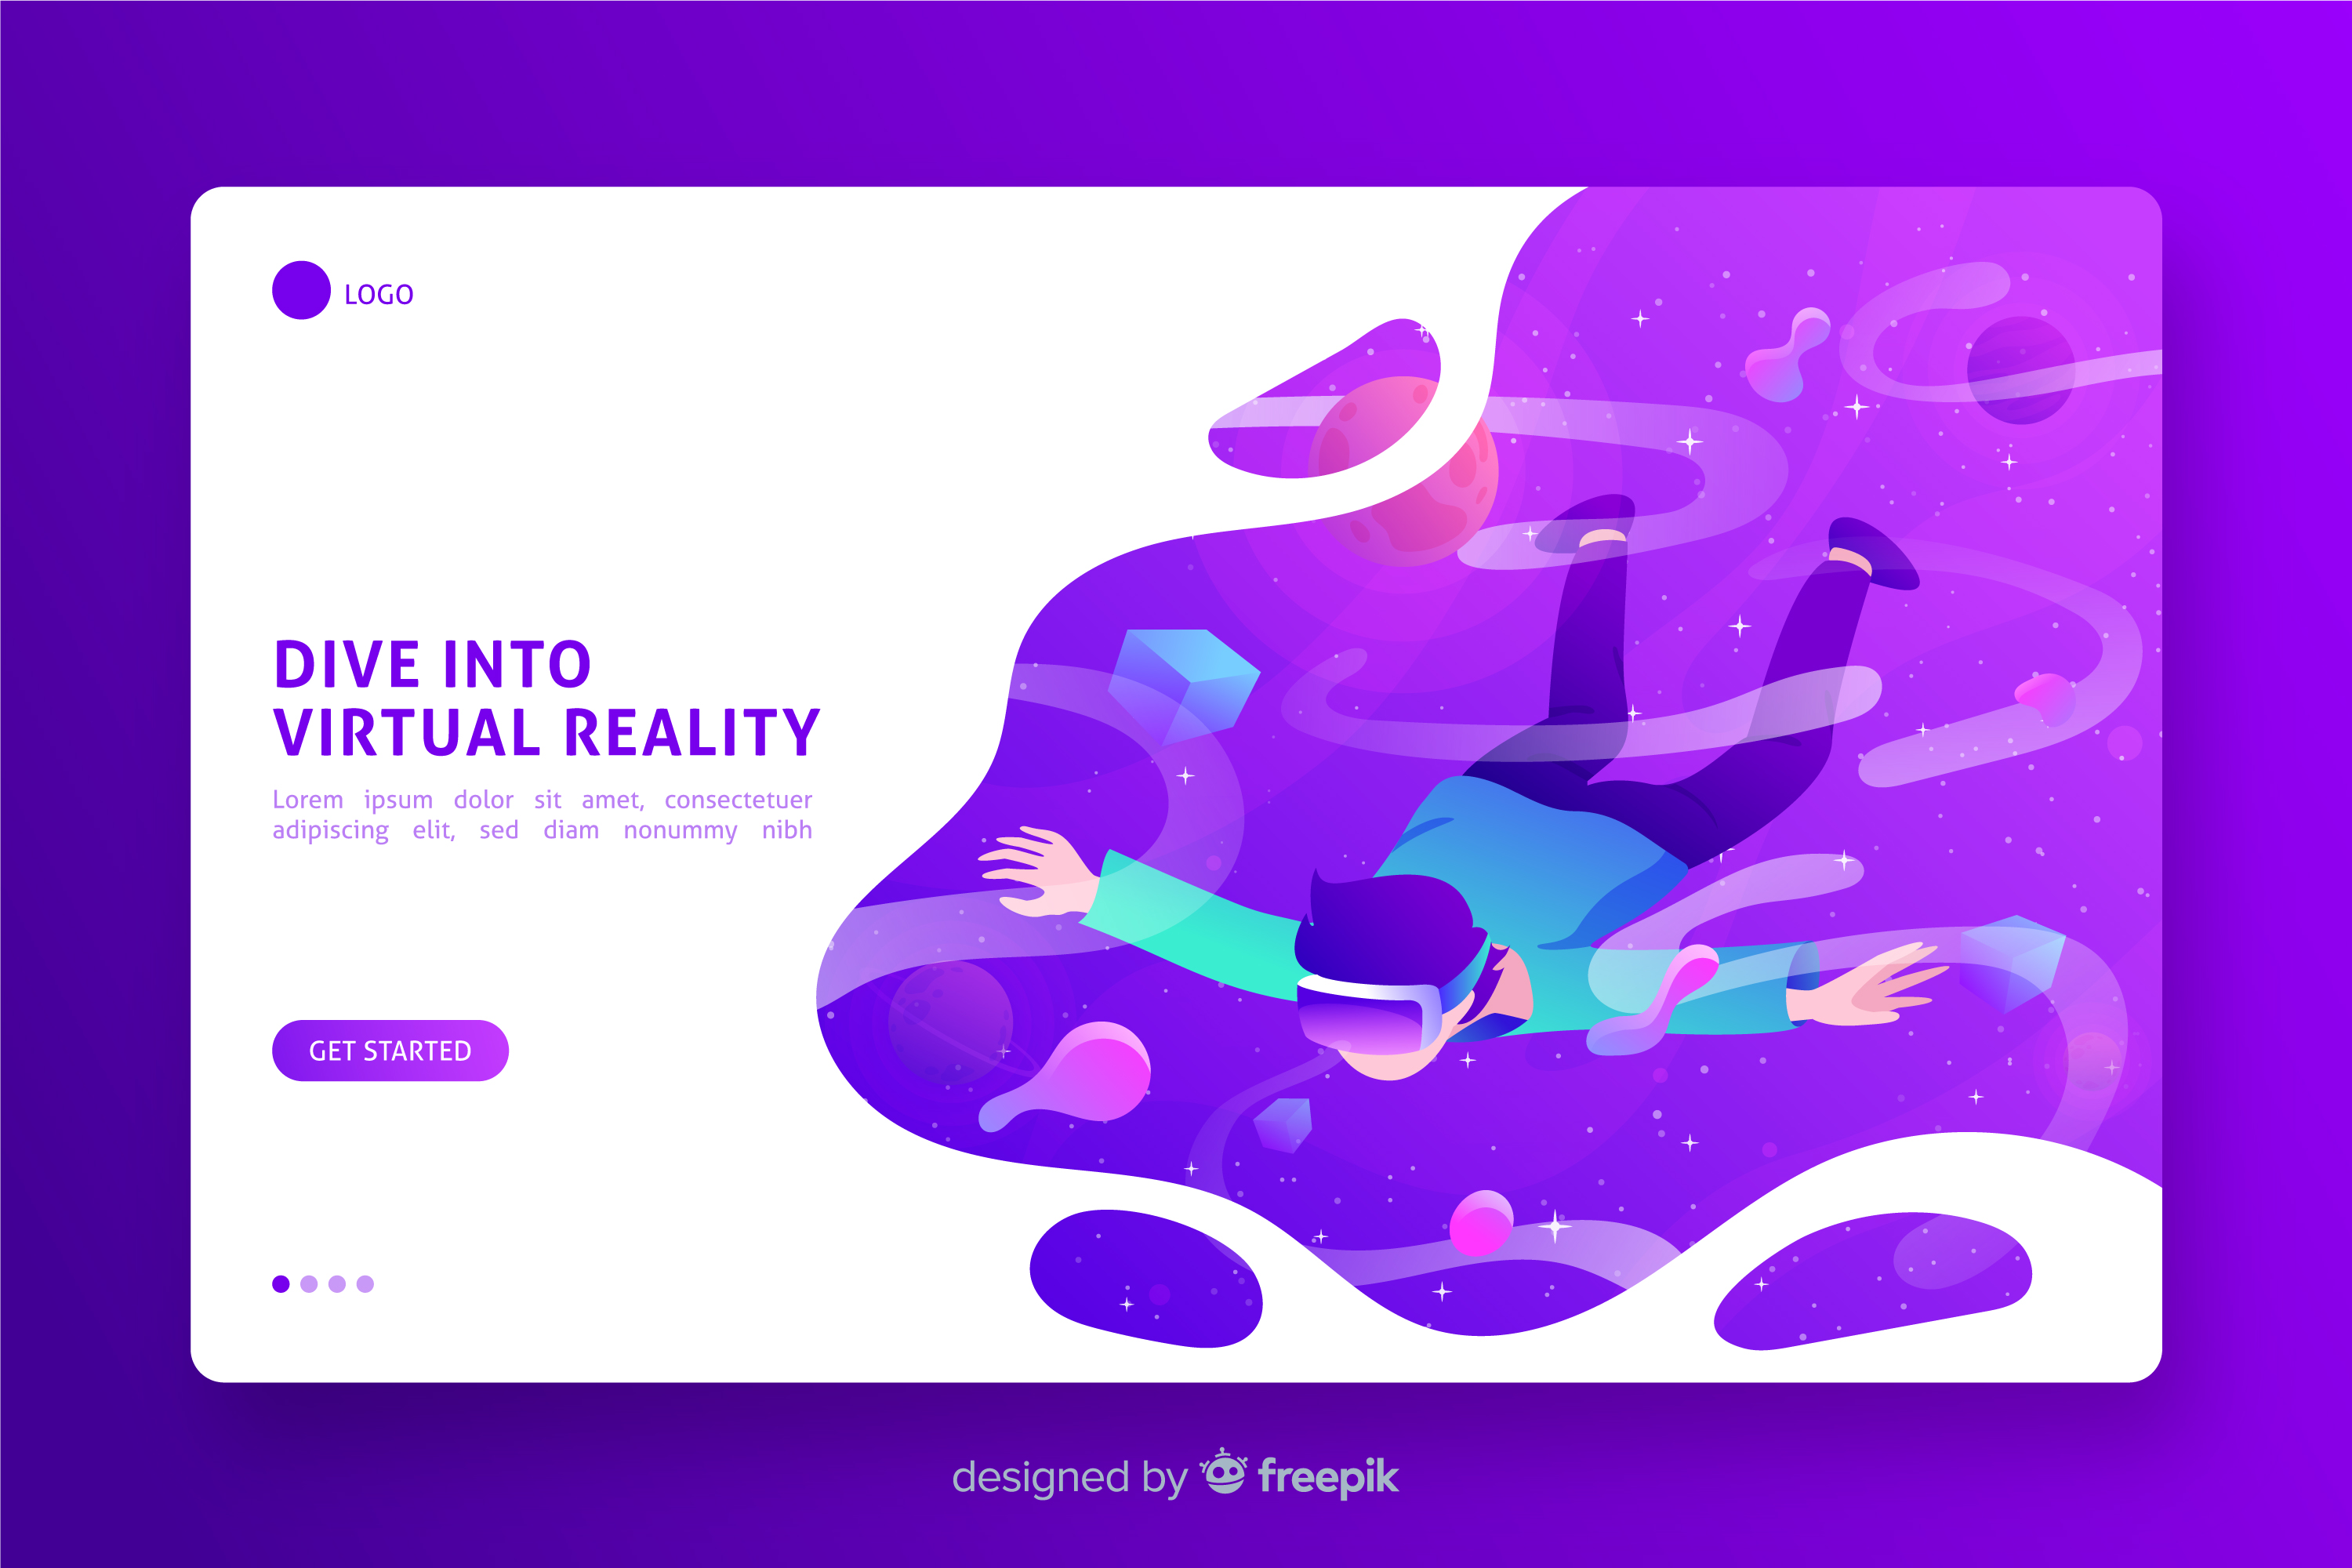 LOGO
DIVE INTO
VIRTUAL REALITY
Lorem ipsum dolor sit amet, consectetuer
adipiscing elit, sed diam nonummy nibh
GET STARTED
designed by freepik